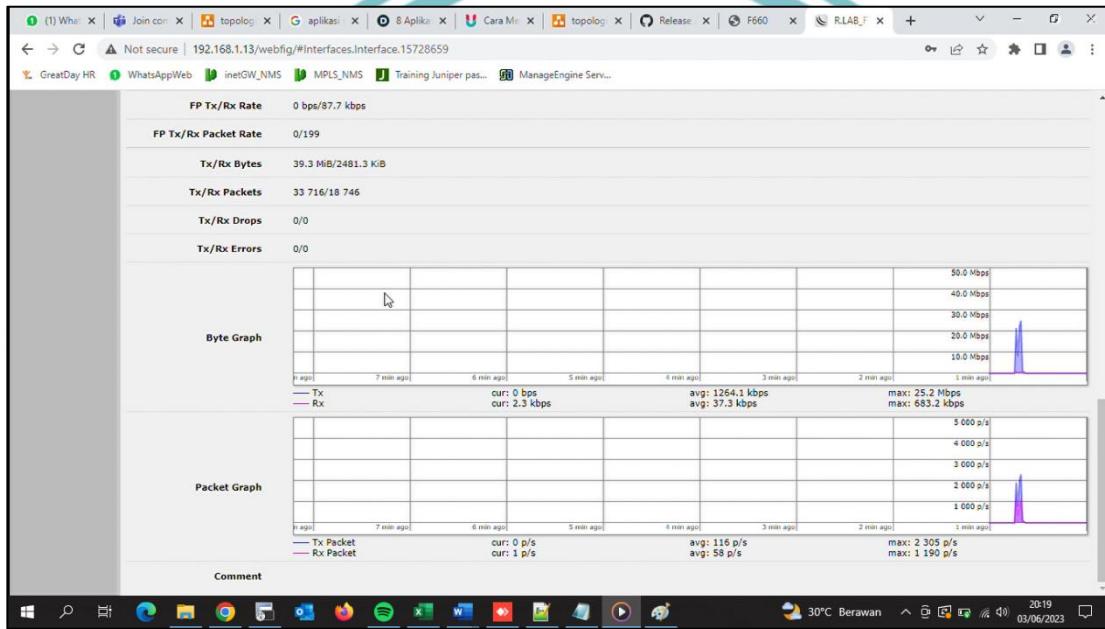 (1) What
Join con
topolog
aplikasi
8 Aplika
Cara Me
topolog
Release
F660
R.LAB_F
Not secure | 192.168.1.13/webfig/#Interfaces.Interface.15728659
GreatDay HR WhatsAppWeb inetGW_NMS MPLS_NMS Training Juniper pas... ManageEngine Serv...
FP Tx/Rx Rate 0 bps/87.7 kbps
FP Tx/Rx Packet Rate 0/199
Tx/Rx Bytes 39.3 MiB/2481.3 KiB
Tx/Rx Packets 33 716/18 746
Tx/Rx Drops 0/0
Tx/Rx Errors 0/0
Byte Graph
50.0 Mbps
40.0 Mbps
30.0 Mbps
20.0 Mbps
10.0 Mbps
n ago 7 min ago 6 min ago 5 min ago 4 min ago 3 min ago 2 min ago 1 min ago
Tx cur: 0 bps avg: 1264.1 kbps max: 25.2 Mbps
Rx cur: 2.3 kbps avg: 37.3 kbps max: 683.2 kbps
Packet Graph
5 000 p/s
4 000 p/s
3 000 p/s
2 000 p/s
1 000 p/s
n ago 7 min ago 6 min ago 5 min ago 4 min ago 3 min ago 2 min ago 1 min ago
Tx Packet cur: 0 p/s avg: 116 p/s max: 2 305 p/s
Rx Packet cur: 1 p/s avg: 58 p/s max: 1 190 p/s
Comment
30°C Berawan
20:19
03/06/2023